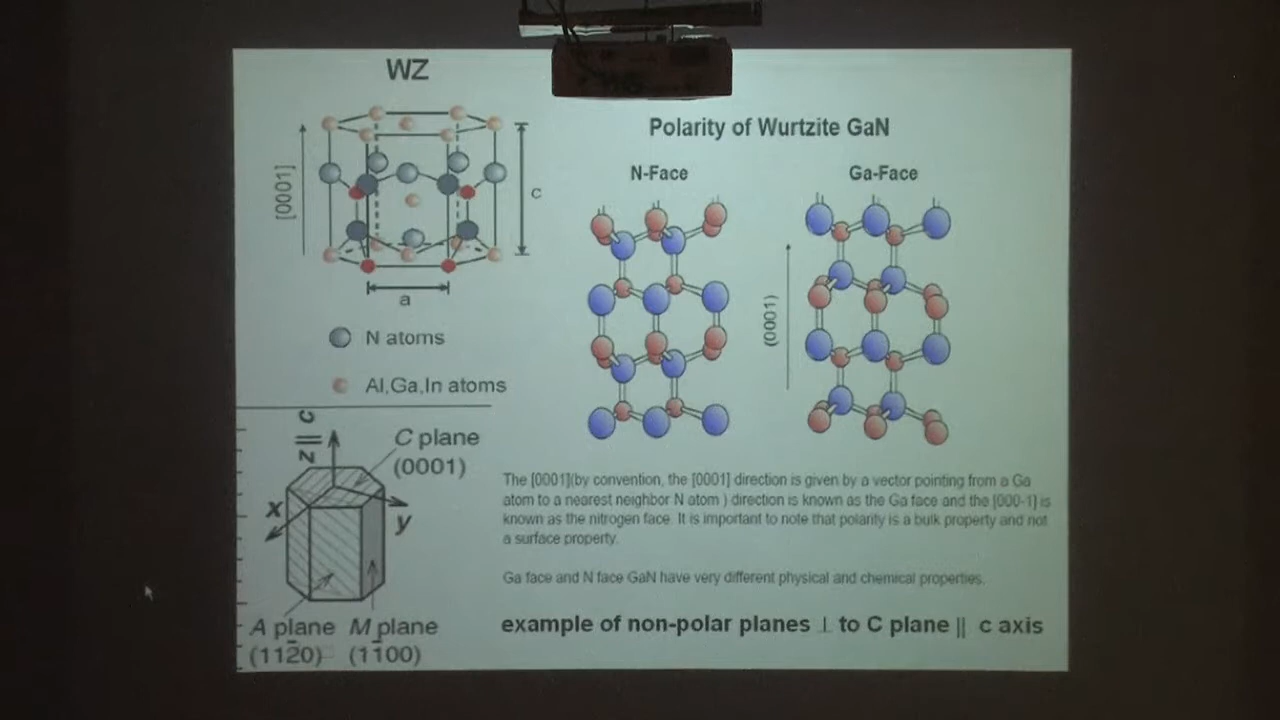 WZ
[0001]
c
a
N atoms
Al,Ga,In atoms
z || c
C plane
(0001)
x
y
A plane M plane
(112̄0) (11̄00)
Polarity of Wurtzite GaN
N-Face
Ga-Face
(0001)
The [0001](by convention, the [0001] direction is given by a vector pointing from a Ga
atom to a nearest neighbor N atom ) direction is known as the Ga face and the [000-1] is
known as the nitrogen face. It is important to note that polarity is a bulk property and not
a surface property.
Ga face and N face GaN have very different physical and chemical properties.
example of non-polar planes ⊥ to C plane || c axis